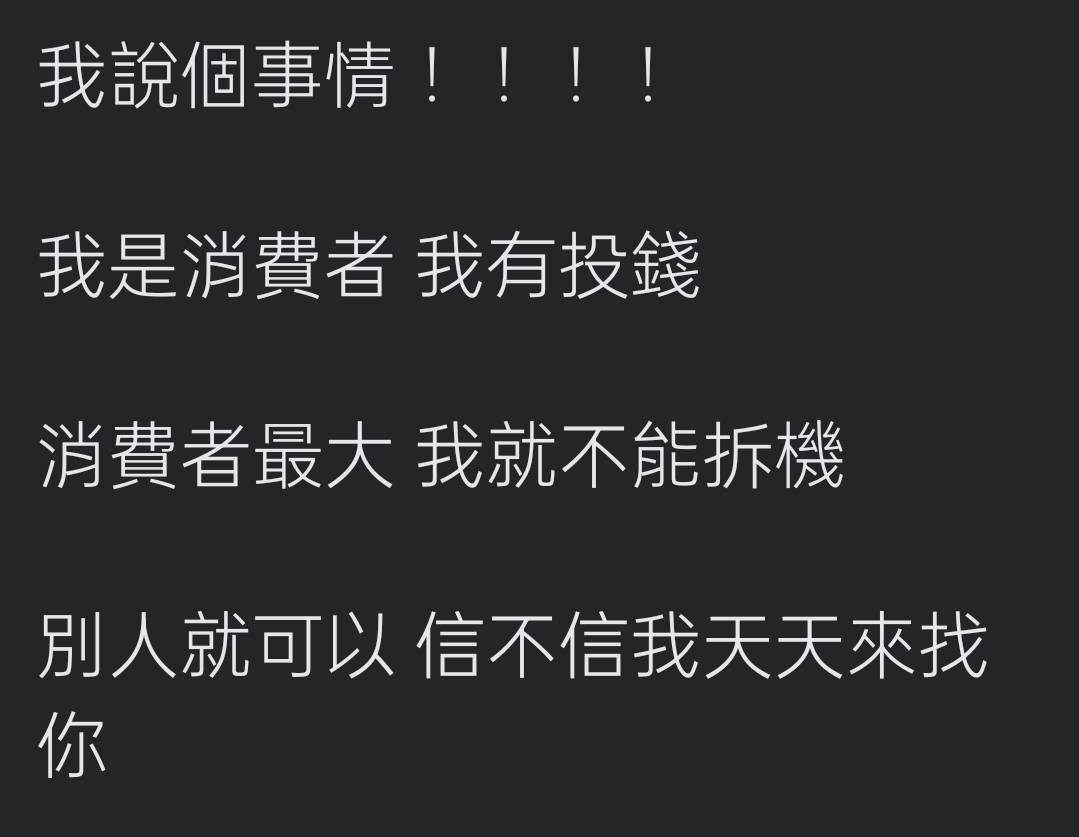 我說個事情！！！！
我是消費者 我有投錢
消費者最大 我就不能拆機
別人就可以 信不信我天天來找
你